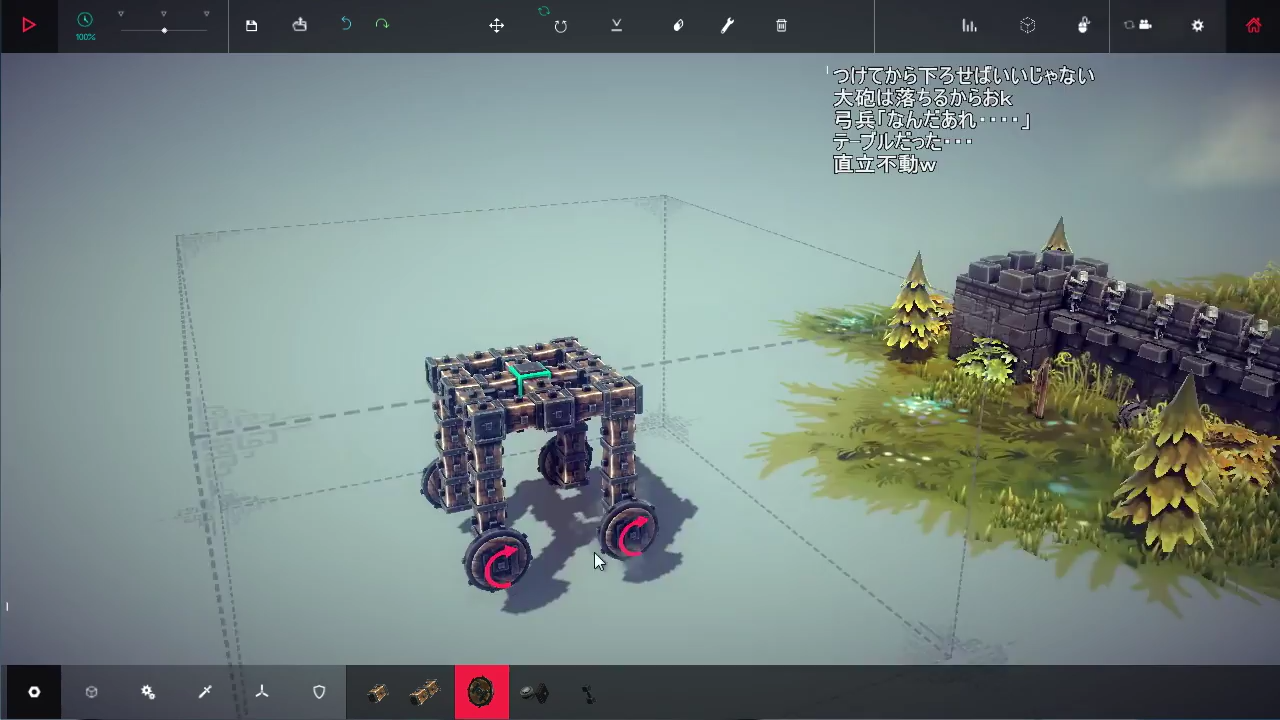 100%
つけてから下ろせばいいじゃない
大砲は落ちるからおk
弓兵「なんだあれ・・・・」
テーブルだった・・・
直立不動w